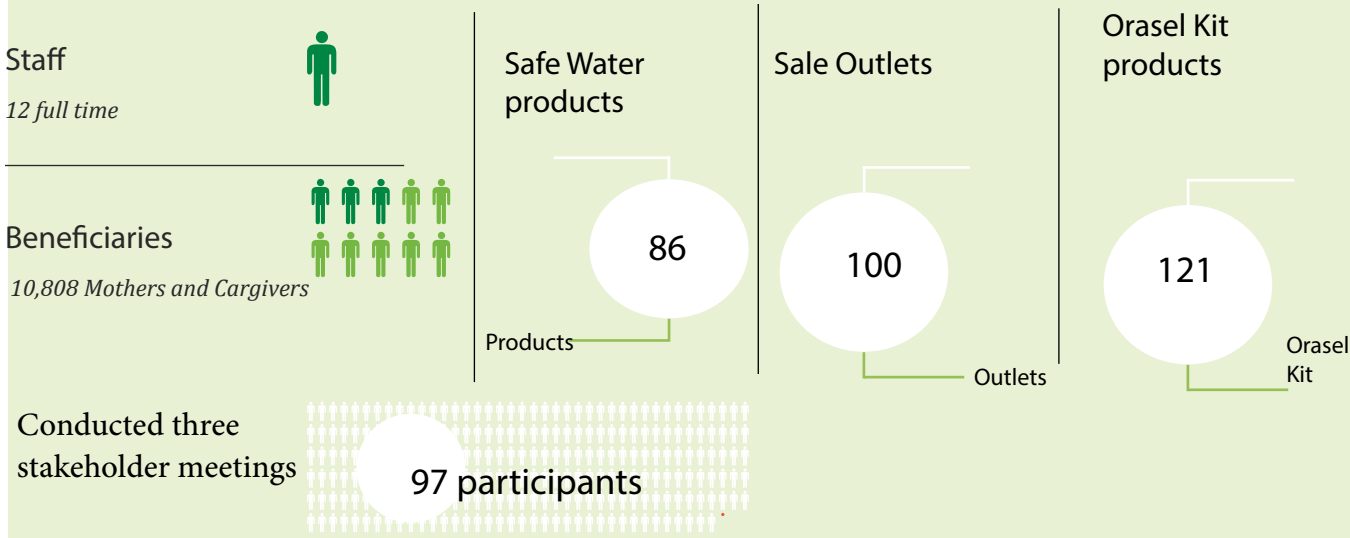 Staff
12 full time
Beneficiaries
10,808 Mothers and Cargivers
Safe Water
products
86
Products
Sale Outlets
100
Outlets
Orasel Kit
products
121
Orasel
Kit
Conducted three
stakeholder meetings
97 participants